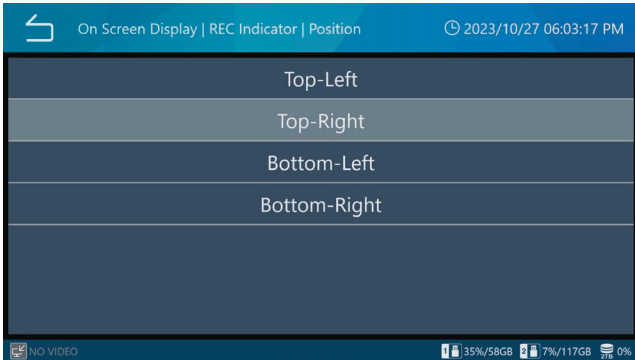 On Screen Display | REC Indicator | Position 2023/10/27 06:03:17 PM
Top-Left
Top-Right
Bottom-Left
Bottom-Right
NO VIDEO 1 35%/58GB 2 7%/117GB 2TB 0%